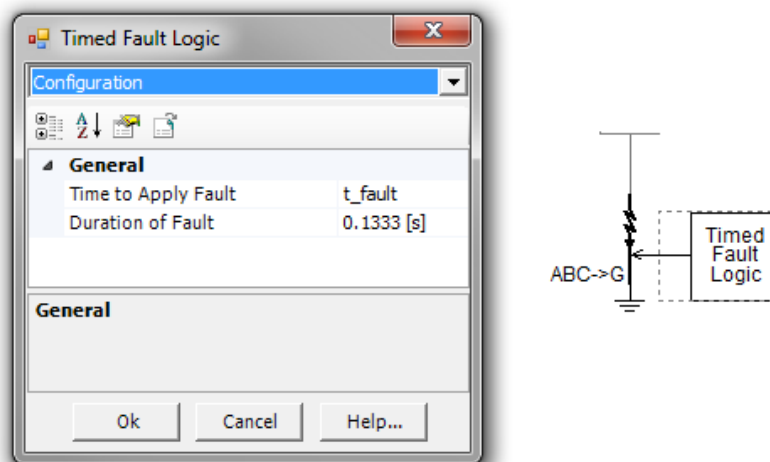 Timed Fault Logic
Configuration
General
Time to Apply Fault t_fault
Duration of Fault 0.1333 [s]
General
Ok Cancel Help...
Timed
Fault
Logic
ABC->G